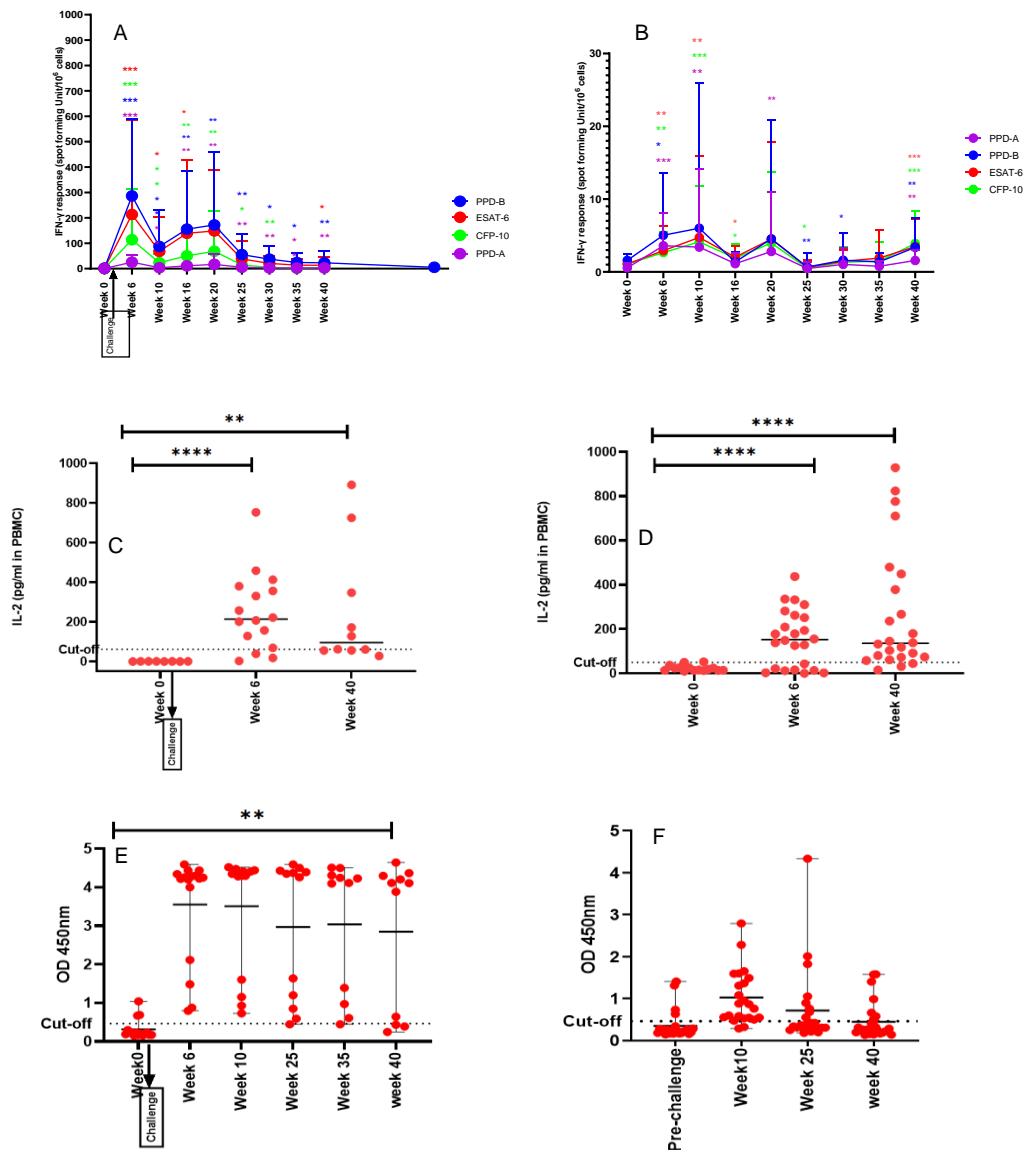 A
IFN-γ response (spot forming Unit/10⁶ cells)
1000
900
800
700
600
500
400
300
200
100
0
***
***
***
***
*
*
*
*
*
*
**
**
**
**
**
**
**
*
**
*
**
**
*
*
*
**
**
Week 0
Week 6
Week 10
Week 16
Week 20
Week 25
Week 30
Week 35
Week 40
Challenge
PPD-B
ESAT-6
CFP-10
PPD-A
B
IFN-γ response (spot forming Unit/10⁶ cells)
30
20
10
0
**
**
*
***
**
***
**
*
*
**
*
**
*
***
***
**
**
Week 0
Week 6
Week 10
Week 16
Week 20
Week 25
Week 30
Week 35
Week 40
PPD-A
PPD-B
ESAT-6
CFP-10
**
****
C
IL-2 (pg/ml in PBMC)
1000
800
600
400
200
Cut-off
0
Week 0
Week 40
Challenge
****
****
D
IL-2 (pg/ml in PBMC)
1000
800
600
400
200
Cut-off
0
Week 0
Week 6
Week 40
**
E
OD 450nm
5
4
3
2
1
Cut-off
0
Week0
Week 6
Week 10
Week 25
Week 35
week 40
Challenge
F
OD 450nm
5
4
3
2
1
Cut-off
0
Pre-challenge
Week10
Week 25
week 40